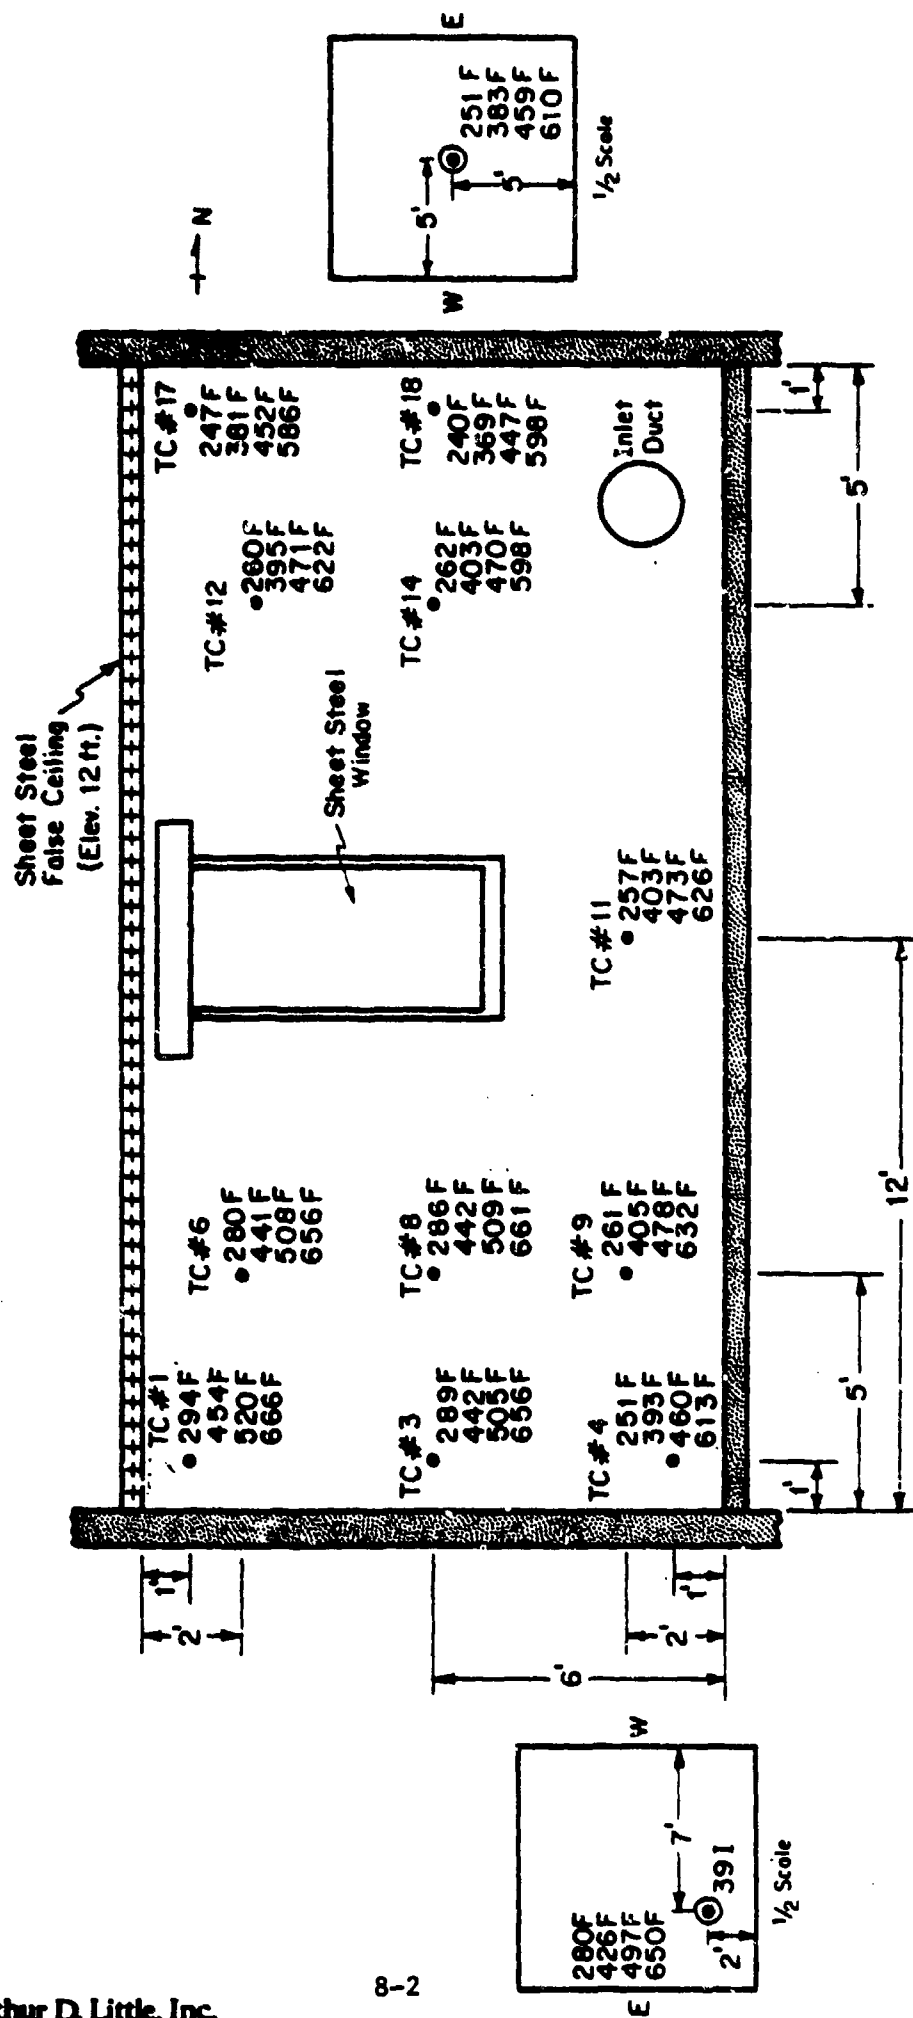 Sheet Steel
False Ceiling
(Elev. 12 ft.)
N
TC #1
294F
454F
520F
666F
TC #6
280F
441F
508F
656F
TC #12
260F
395F
471F
622F
TC #17
247F
381F
452F
586F
Sheet Steel
Window
TC #3
289F
442F
505F
656F
TC #8
286F
442F
509F
661F
TC #14
262F
403F
470F
598F
TC #18
240F
369F
447F
598F
TC #4
251F
393F
460F
613F
TC #9
261F
405F
478F
632F
TC #11
257F
403F
473F
626F
Inlet
Duct
1'
2'
6'
2'
1'
1'
5'
12'
5'
1'
E
W
280F
426F
497F
650F
7'
391
2'
1/2 Scale
W
E
5'
5'
251F
383F
459F
610F
1/2 Scale
8-2
thur D. Little, Inc.